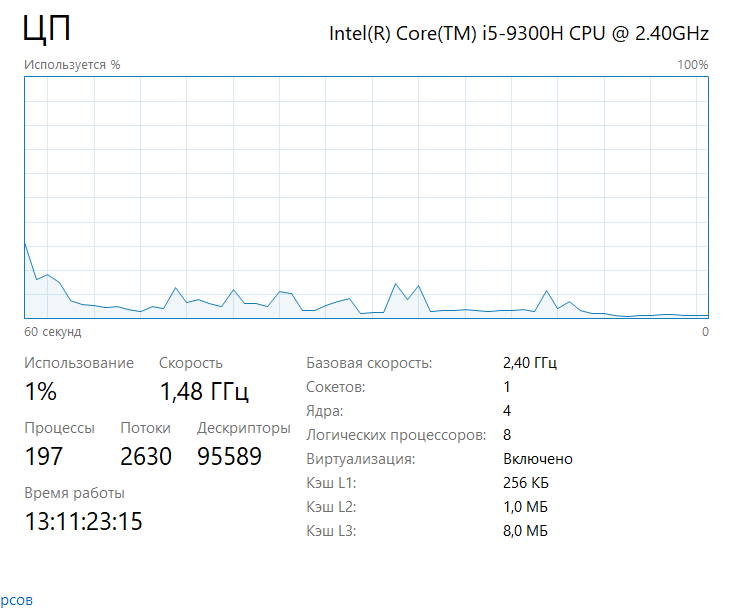 ЦП
Intel(R) Core(TM) i5-9300H CPU @ 2.40GHz
Используется %
100%
60 секунд
0
Использование
Скорость
1%
1,48 ГГц
Процессы
Потоки
Дескрипторы
197
2630
95589
Время работы
13:11:23:15
Базовая скорость: 2,40 ГГц
Сокетов: 1
Ядра: 4
Логических процессоров: 8
Виртуализация: Включено
Кэш L1: 256 КБ
Кэш L2: 1,0 МБ
Кэш L3: 8,0 МБ
рсов